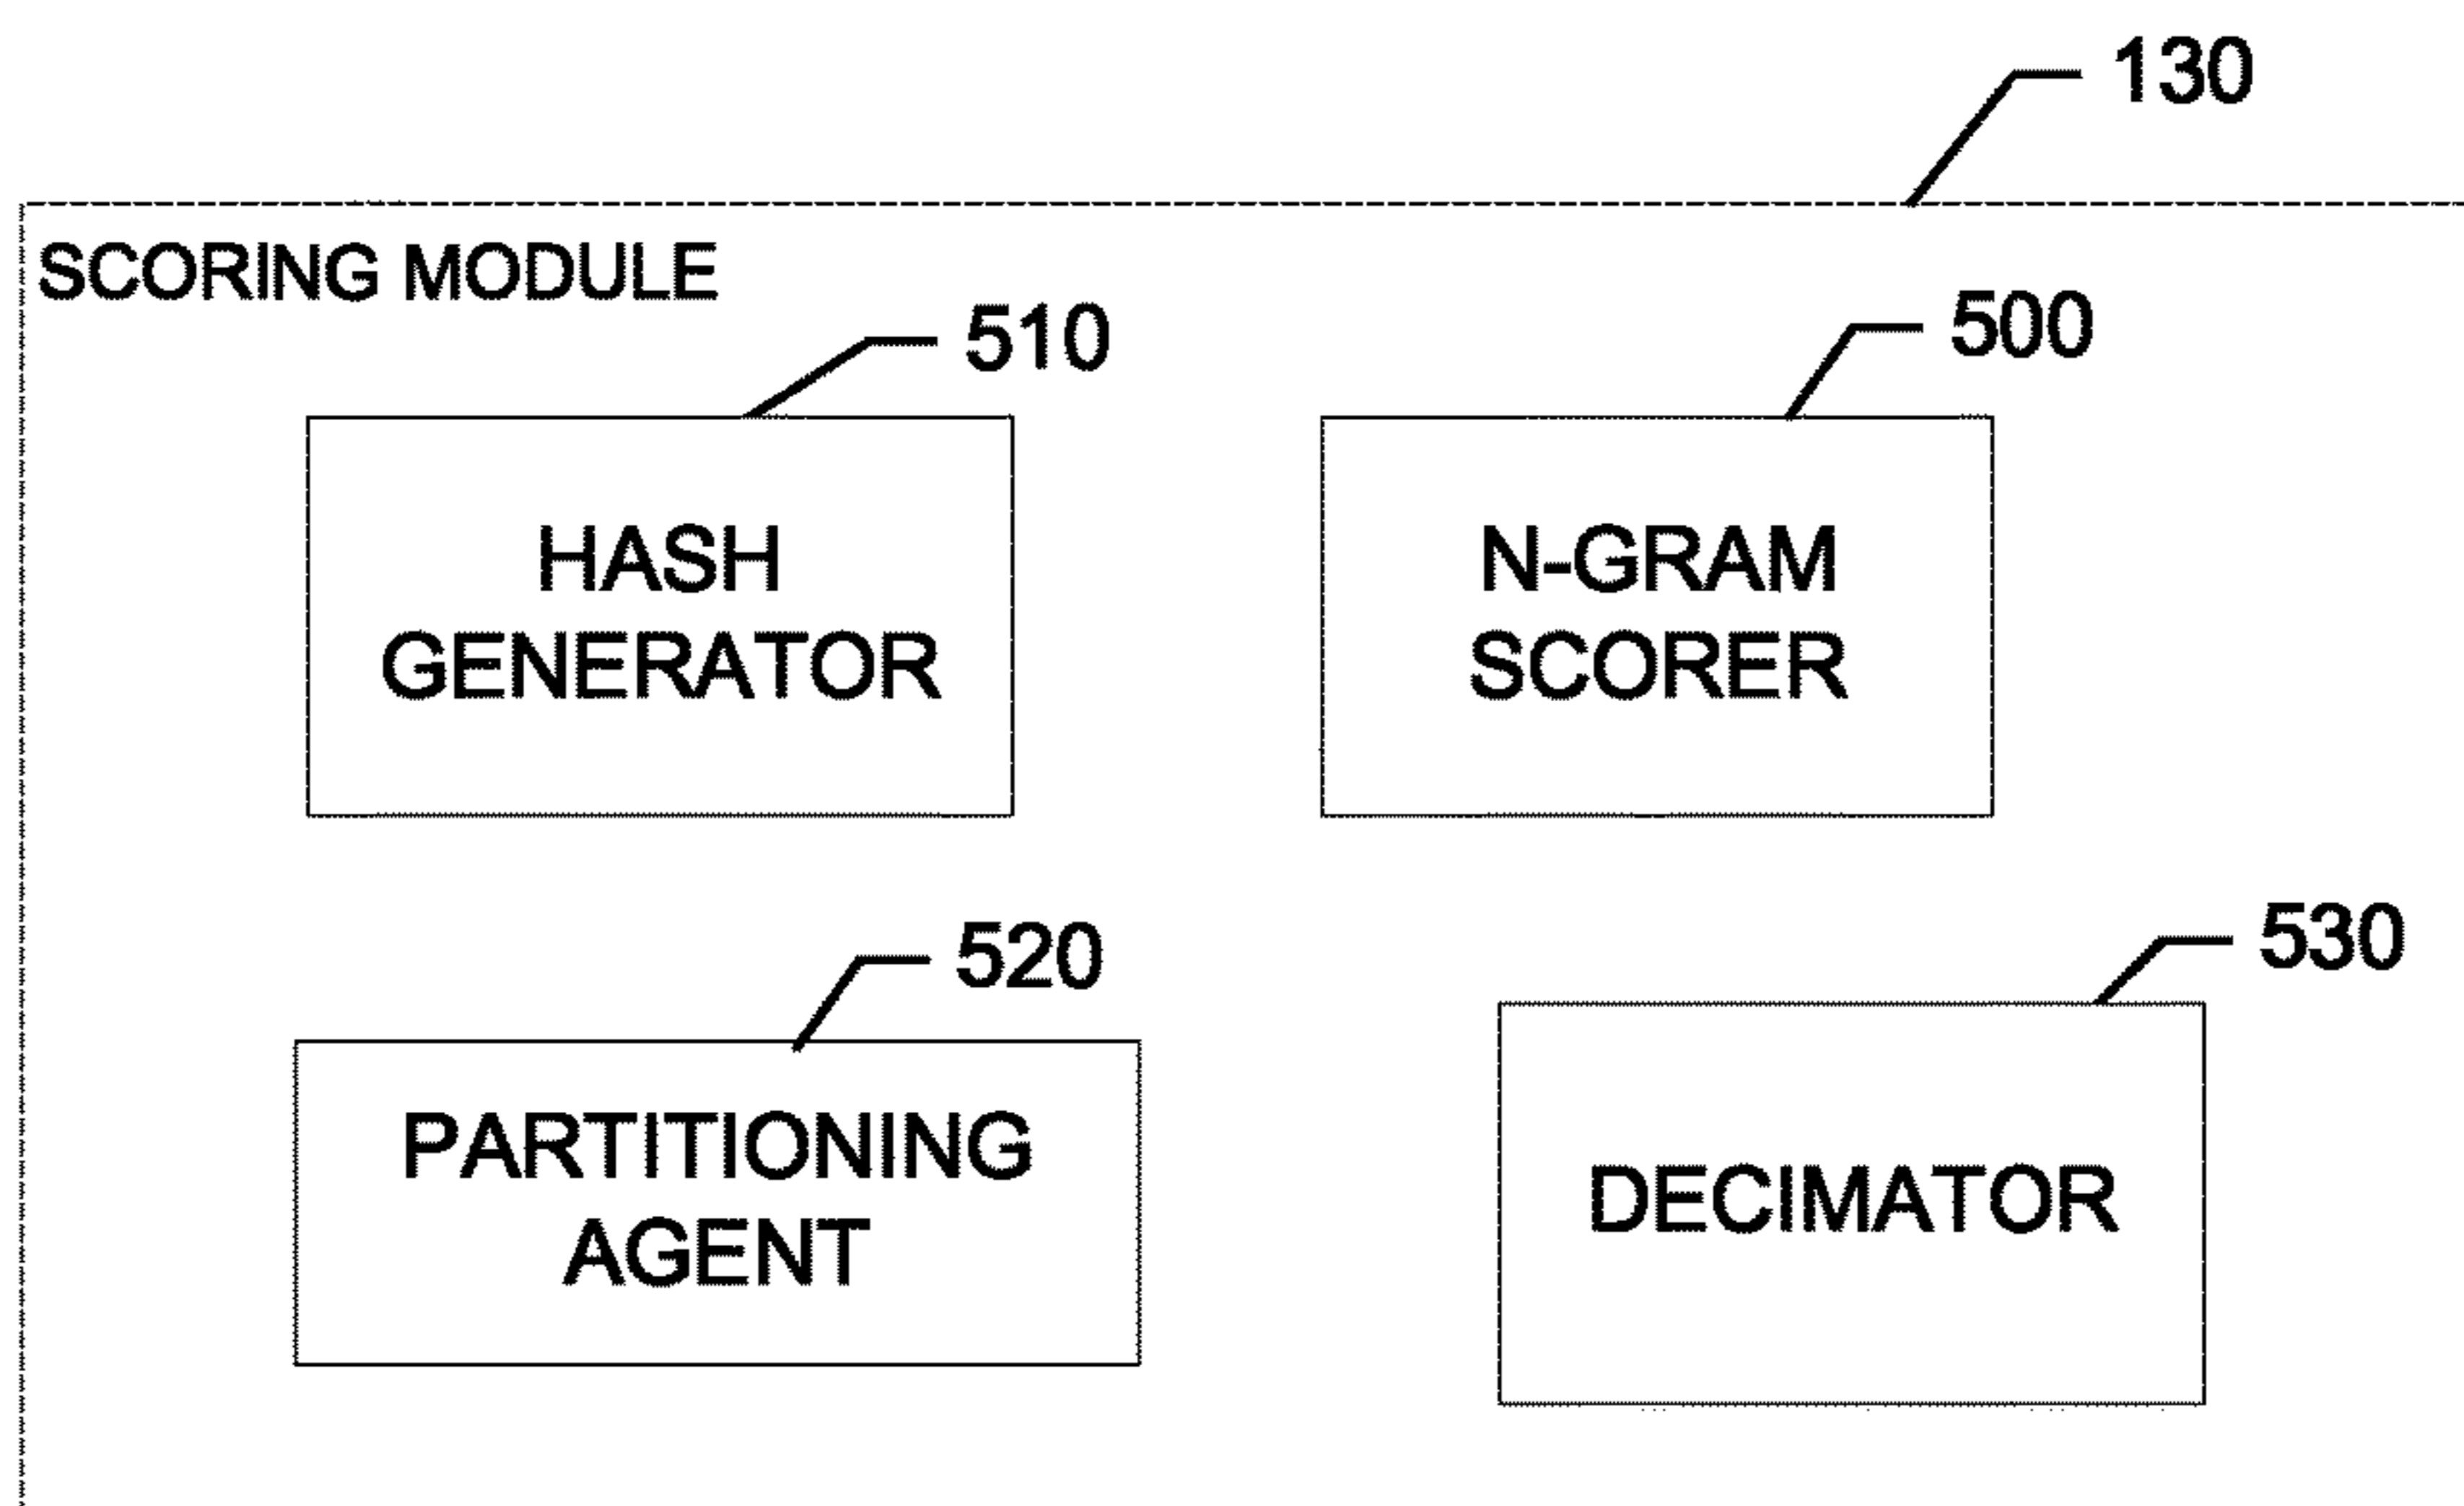 130
SCORING MODULE
510
500
HASH
GENERATOR
N-GRAM
SCORER
520
530
PARTITIONING
AGENT
DECIMATOR